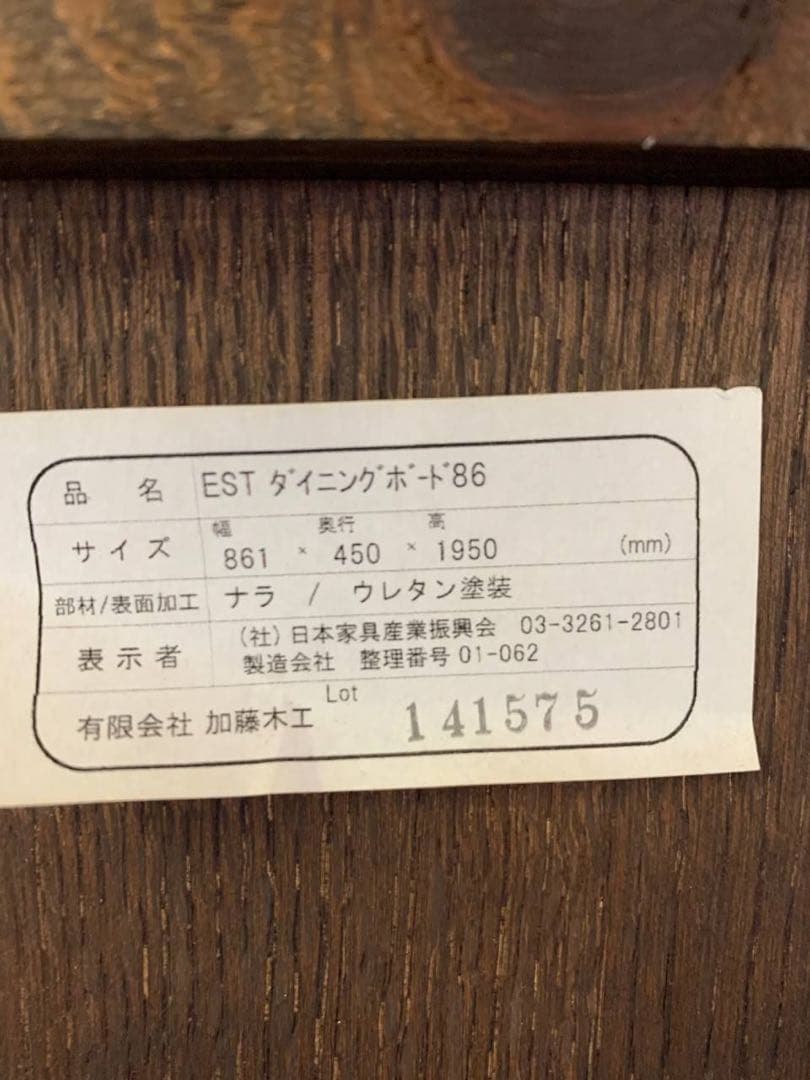 品 名 EST ﾀﾞｲﾆﾝｸﾞﾎﾞｰﾄﾞ86
幅 奥行 高
サイズ 861 × 450 × 1950 (mm)
部材/表面加工 ナラ / ウレタン塗装
表示者 (社)日本家具産業振興会 03-3261-2801
製造会社 整理番号 01-062
有限会社 加藤木工 Lot 141575